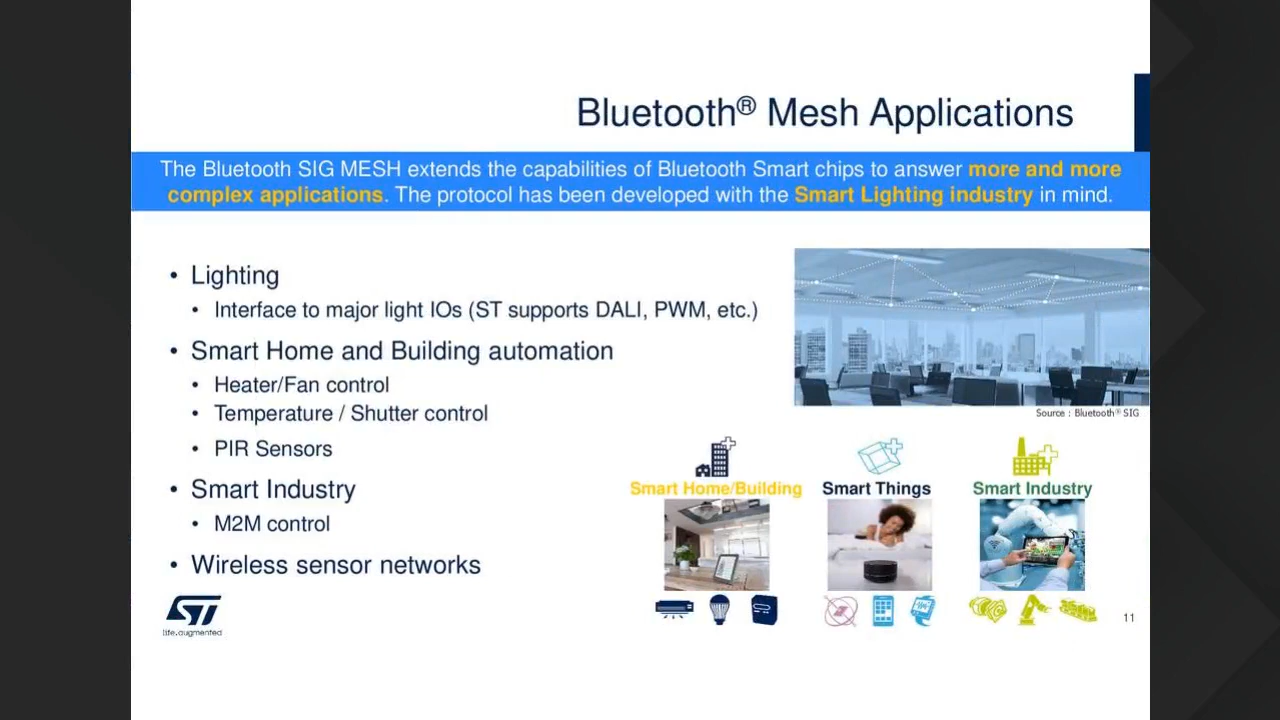 Bluetooth® Mesh Applications
The Bluetooth SIG MESH extends the capabilities of Bluetooth Smart chips to answer more and more
complex applications. The protocol has been developed with the Smart Lighting industry in mind.
• Lighting
• Interface to major light IOs (ST supports DALI, PWM, etc.)
• Smart Home and Building automation
• Heater/Fan control
• Temperature / Shutter control
• PIR Sensors
• Smart Industry
• M2M control
• Wireless sensor networks
Source : Bluetooth® SIG
Smart Home/Building
Smart Things
Smart Industry
ST
life.augmented
11